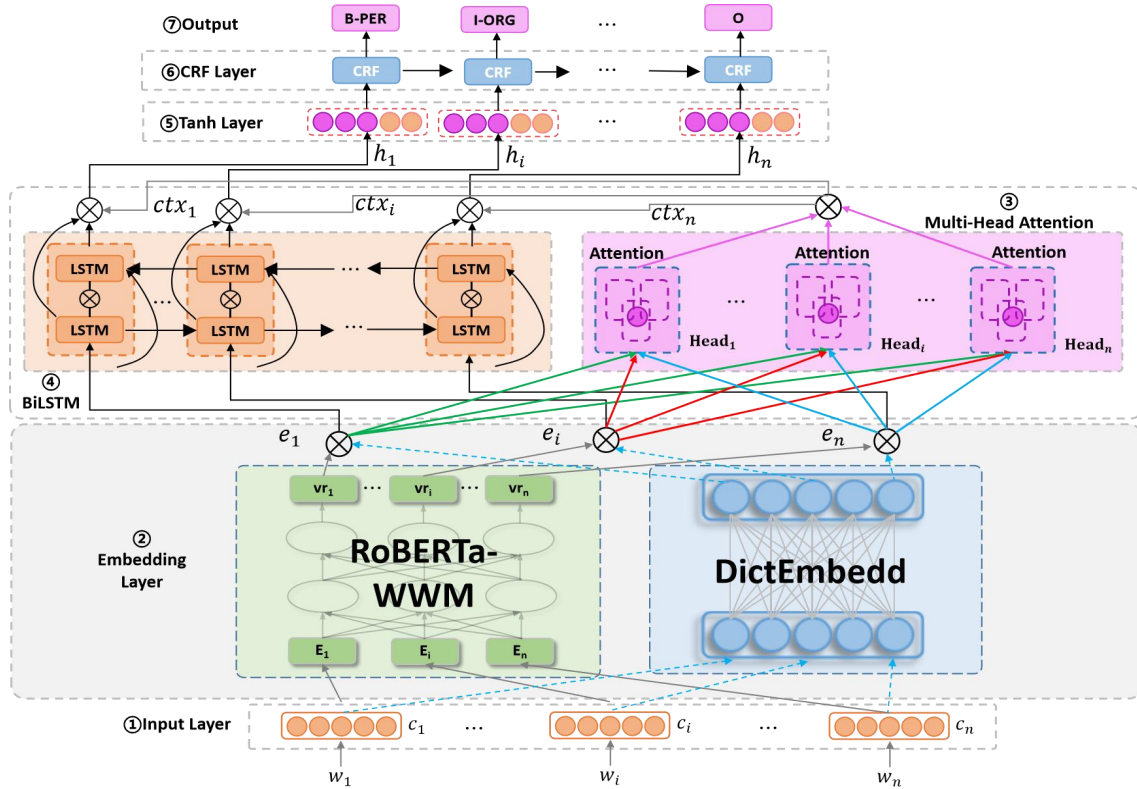 ⑦Output
B-PER
I-ORG
...
O
⑥CRF Layer
CRF
CRF
...
CRF
⑤Tanh Layer
...
h₁
hᵢ
hₙ
ctx₁
ctxᵢ
ctxₙ
③
Multi-Head Attention
LSTM
LSTM
...
LSTM
...
LSTM
LSTM
...
LSTM
④
BiLSTM
Attention
Attention
Attention
...
...
Head₁
Headᵢ
Headₙ
e₁
eᵢ
eₙ
②
Embedding
Layer
vr₁
...
vrᵢ
...
vrₙ
RoBERTa-
WWM
E₁
Eᵢ
Eₙ
DictEmbedd
①Input Layer
c₁
...
cᵢ
...
cₙ
w₁
wᵢ
wₙ